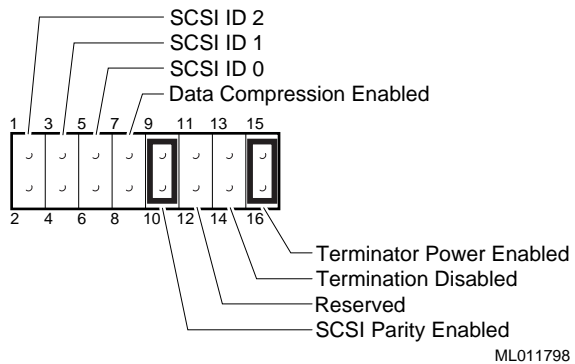 SCSI ID 2
SCSI ID 1
SCSI ID 0
Data Compression Enabled
1 3 5 7 9 11 13 15
2 4 6 8 10 12 14 16
Terminator Power Enabled
Termination Disabled
Reserved
SCSI Parity Enabled
ML011798